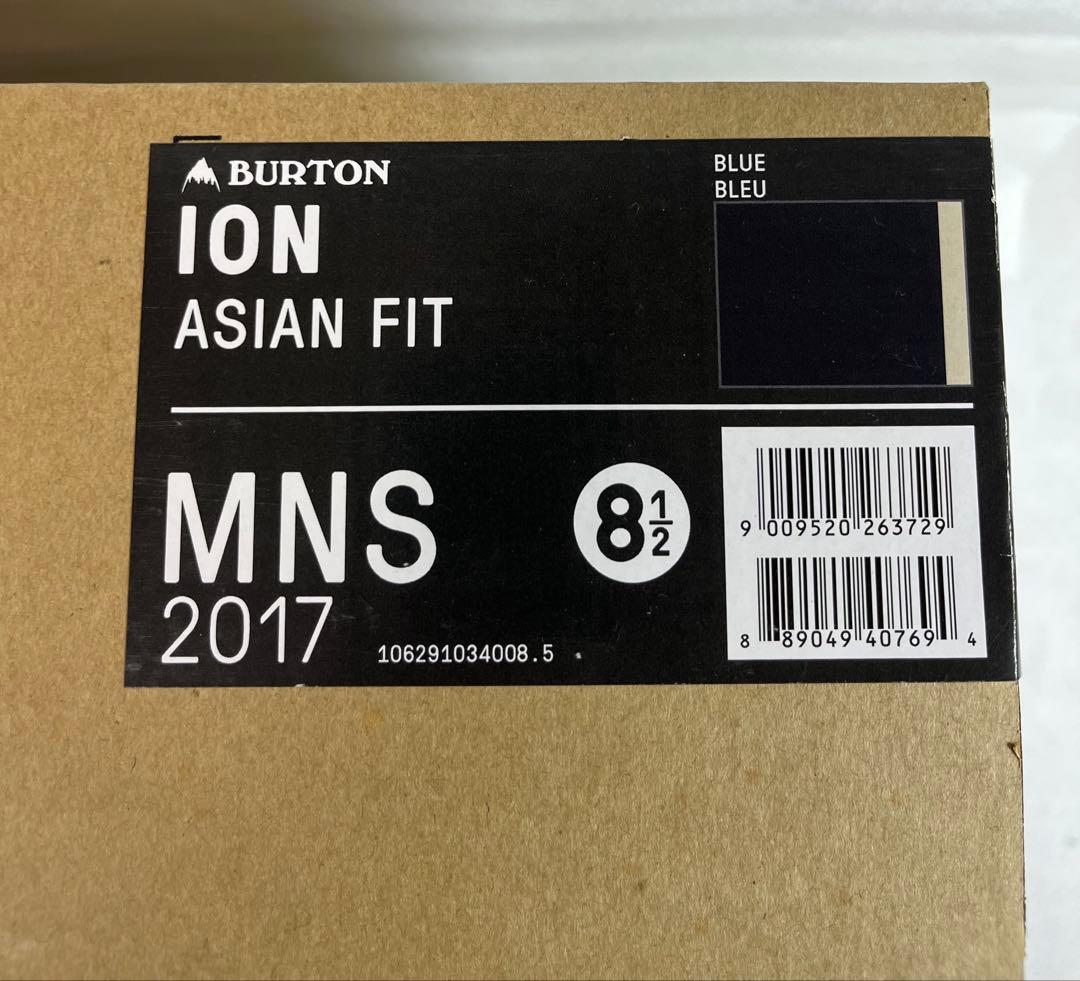 BURTON
ION
ASIAN FIT
BLUE
BLEU
MNS
2017
106291034008.5
8 1/2
9 009520 263729
8 89049 40769 4